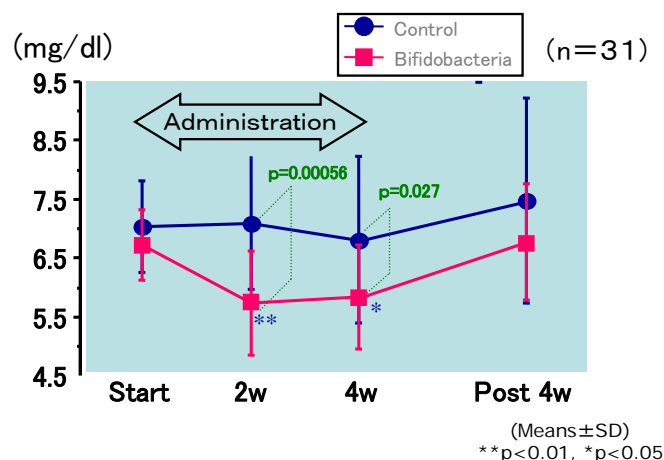 Control
Bifidobacteria
(mg/dl)
(n=31)
9.5
8.5
7.5
6.5
5.5
4.5
Administration
p=0.00056
p=0.027
**
*
Start 2w 4w Post 4w
(Means±SD)
**p<0.01, *p<0.05